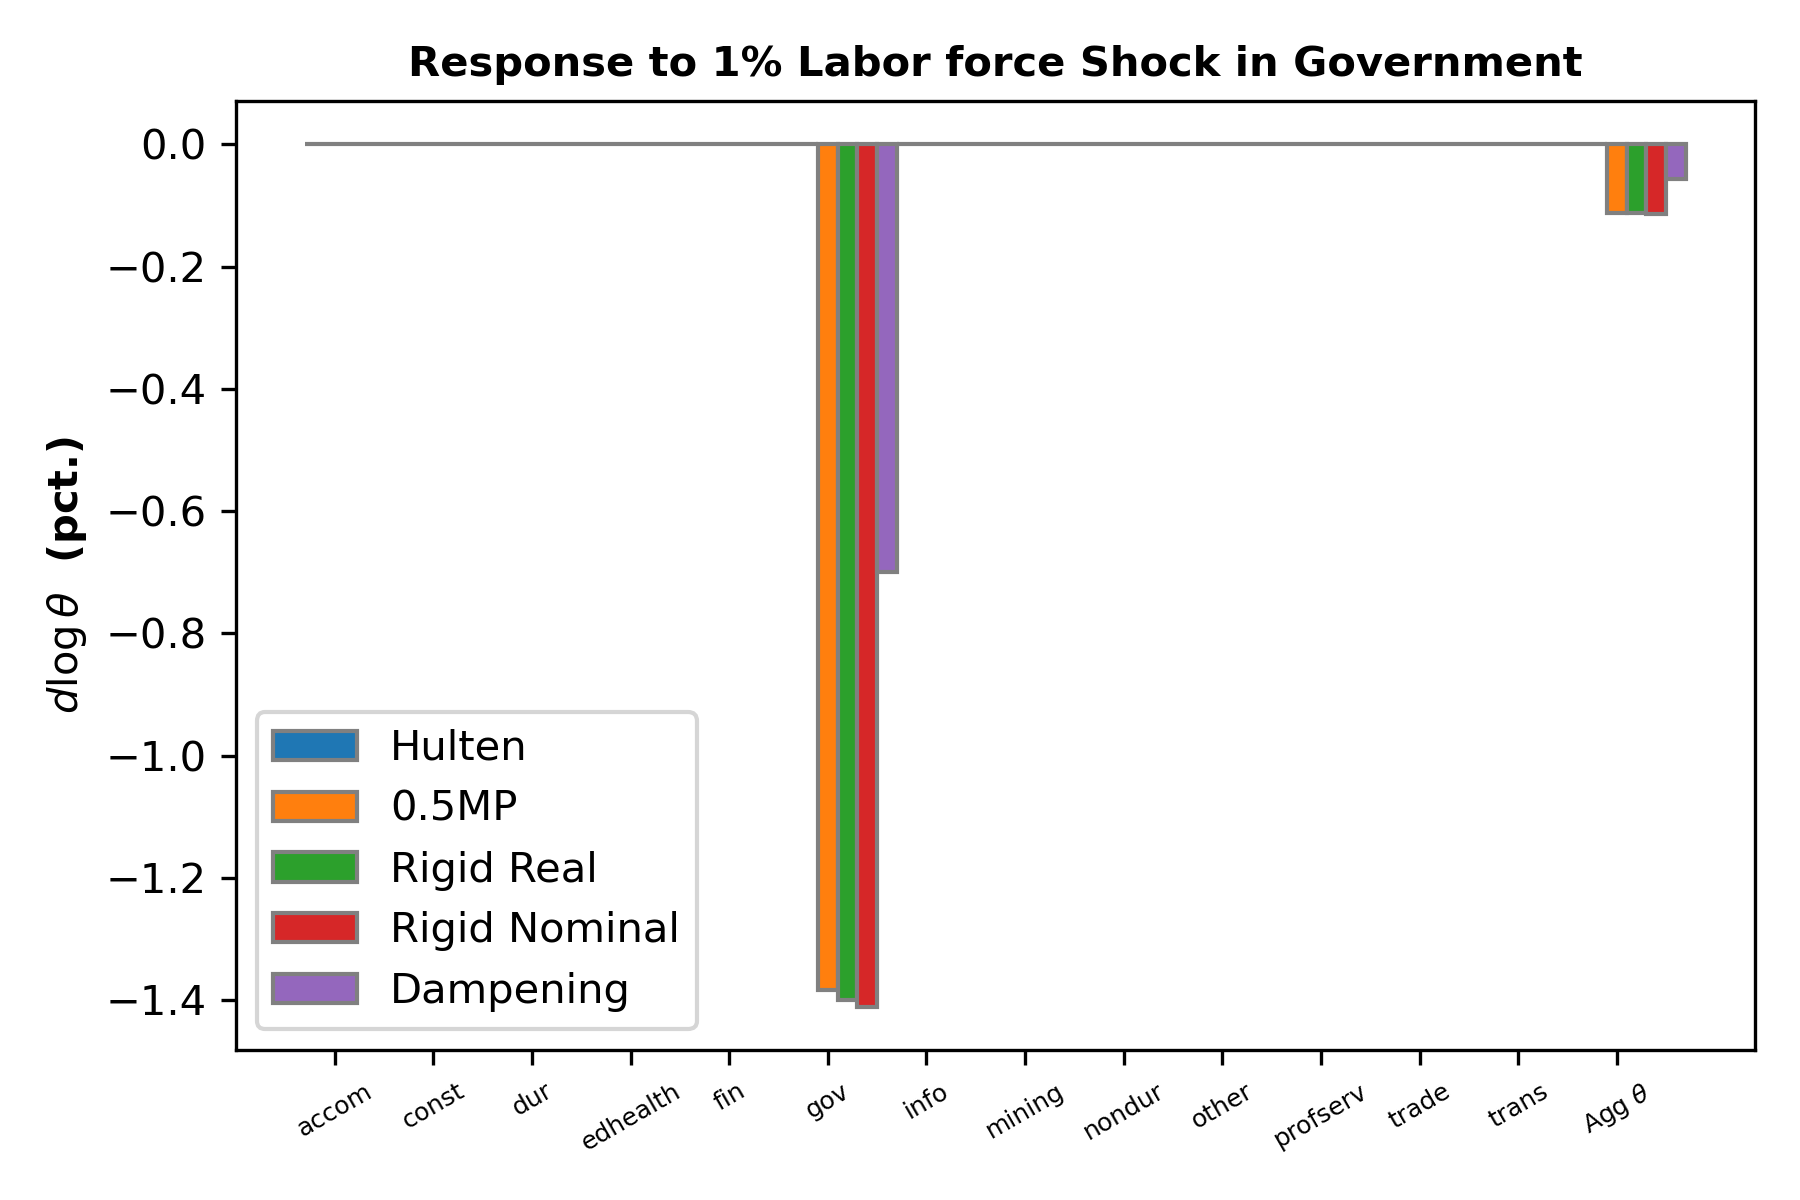 Response to 1% Labor force Shock in Government
dlog θ (pct.)
0.0
−0.2
−0.4
−0.6
−0.8
−1.0
−1.2
−1.4
Hulten
0.5MP
Rigid Real
Rigid Nominal
Dampening
accom const dur edhealth fin gov info mining nondur other profserv trade trans Agg θ